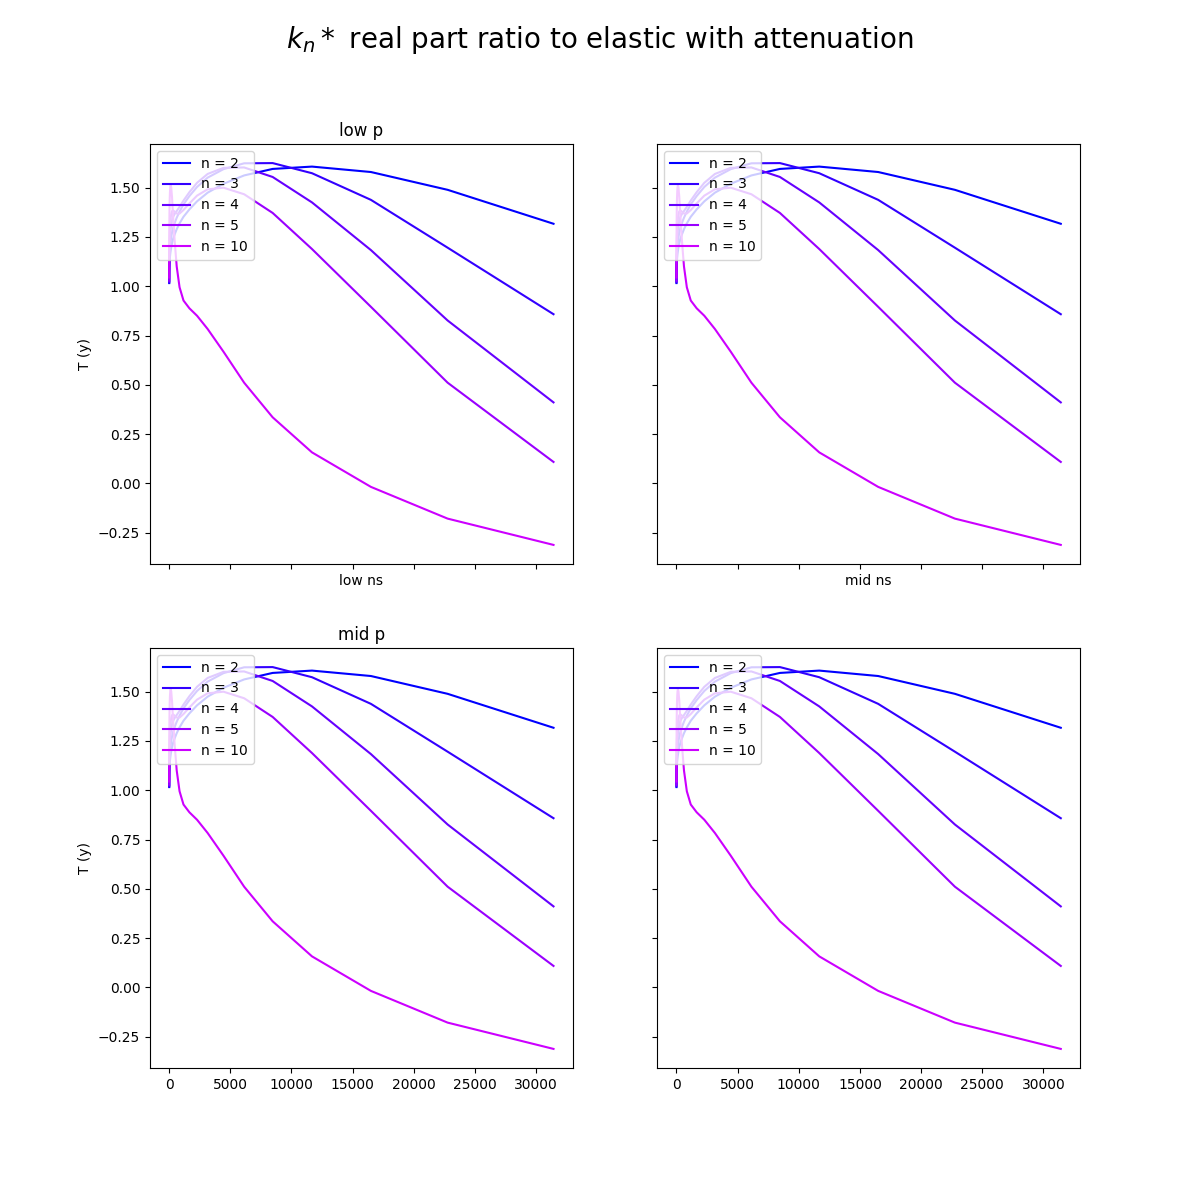 k_n* real part ratio to elastic with attenuation
low p
n = 2
n = 3
n = 4
n = 5
n = 10
1.50
1.25
1.00
0.75
0.50
0.25
0.00
−0.25
T (y)
low ns
n = 2
n = 3
n = 4
n = 5
n = 10
mid ns
mid p
n = 2
n = 3
n = 4
n = 5
n = 10
1.50
1.25
1.00
0.75
0.50
0.25
0.00
−0.25
T (y)
0 5000 10000 15000 20000 25000 30000
n = 2
n = 3
n = 4
n = 5
n = 10
0 5000 10000 15000 20000 25000 30000